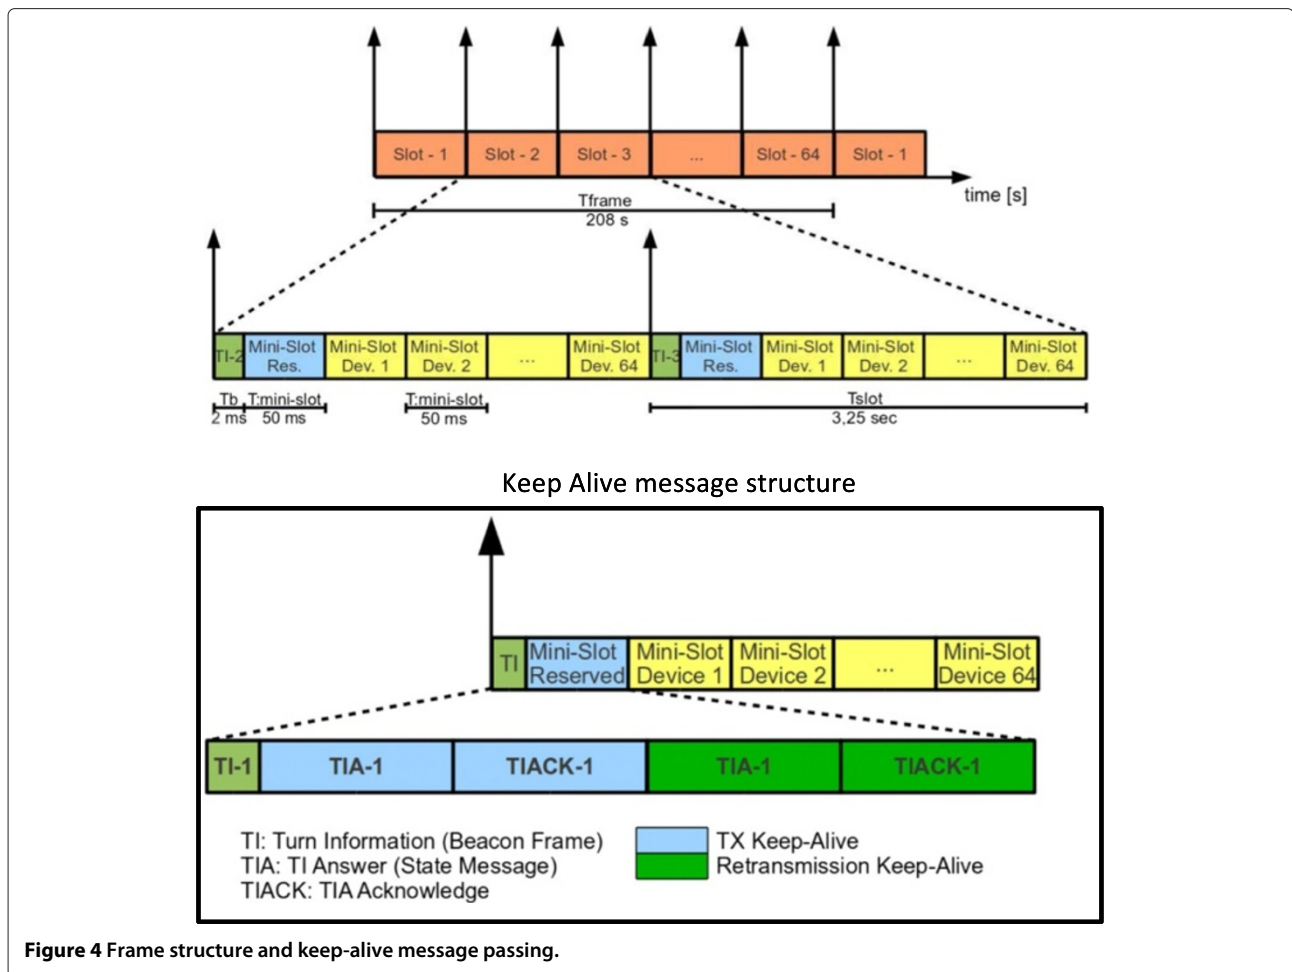 Slot - 1 Slot - 2 Slot - 3 ... Slot - 64 Slot - 1
time [s]
Tframe
208 s
TI-2 Mini-Slot Res. Mini-Slot Dev. 1 Mini-Slot Dev. 2 ... Mini-Slot Dev. 64 TI-3 Mini-Slot Res. Mini-Slot Dev. 1 Mini-Slot Dev. 2 ... Mini-Slot Dev. 64
Tb T:mini-slot T:mini-slot Tslot
2 ms 50 ms 50 ms 3,25 sec
Keep Alive message structure
TI Mini-Slot Reserved Mini-Slot Device 1 Mini-Slot Device 2 ... Mini-Slot Device 64
TI-1 TIA-1 TIACK-1 TIA-1 TIACK-1
TI: Turn Information (Beacon Frame) TX Keep-Alive
TIA: TI Answer (State Message) Retransmission Keep-Alive
TIACK: TIA Acknowledge
Figure 4 Frame structure and keep-alive message passing.